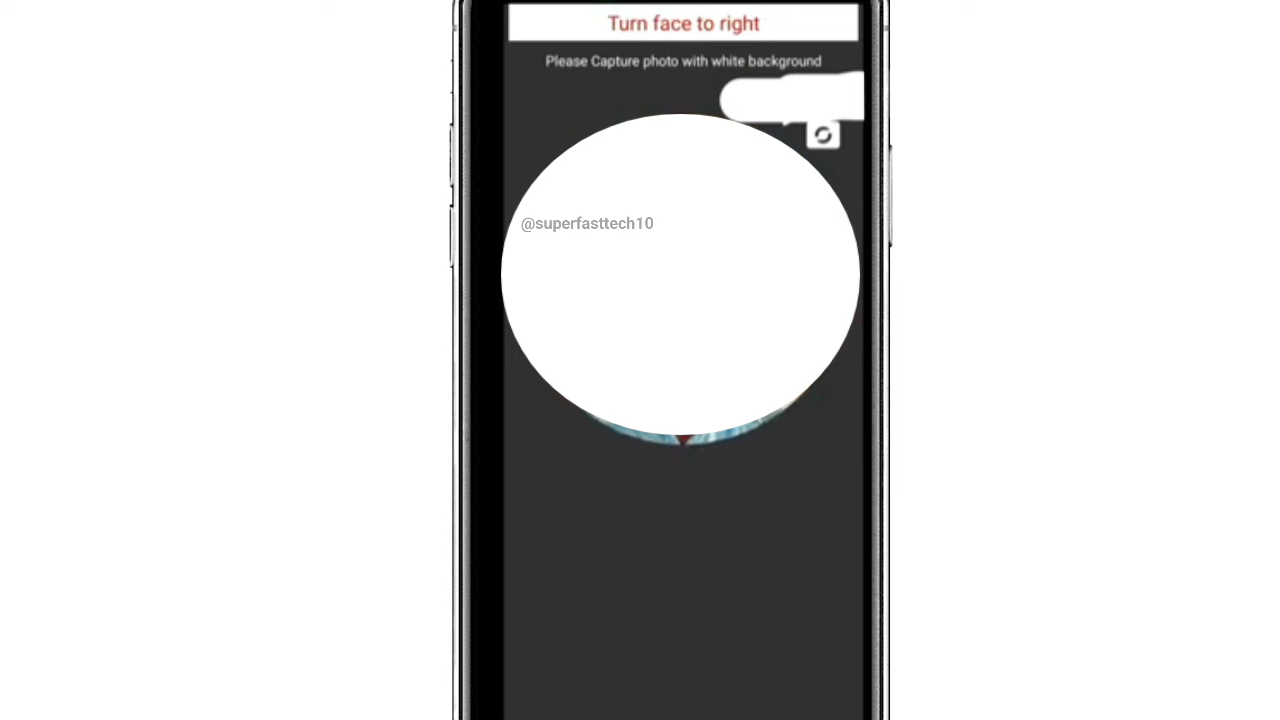 Turn face to right
Please Capture photo with white background
@superfasttech10